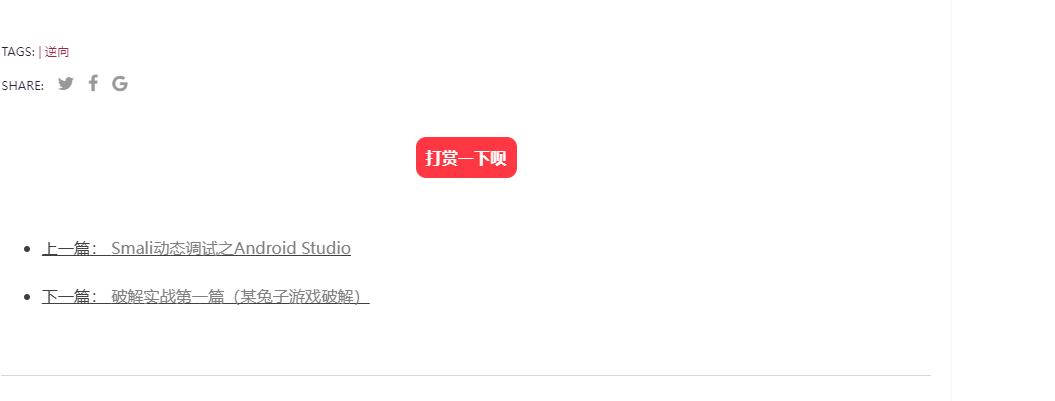 TAGS: | 逆向
SHARE:
打赏一下呗
上一篇： Smali动态调试之Android Studio
下一篇： 破解实战第一篇（某兔子游戏破解）